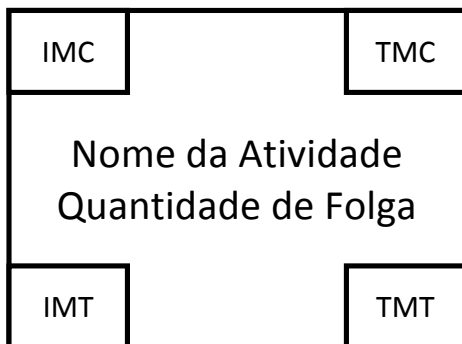 IMC TMC
Nome da Atividade
Quantidade de Folga
IMT TMT